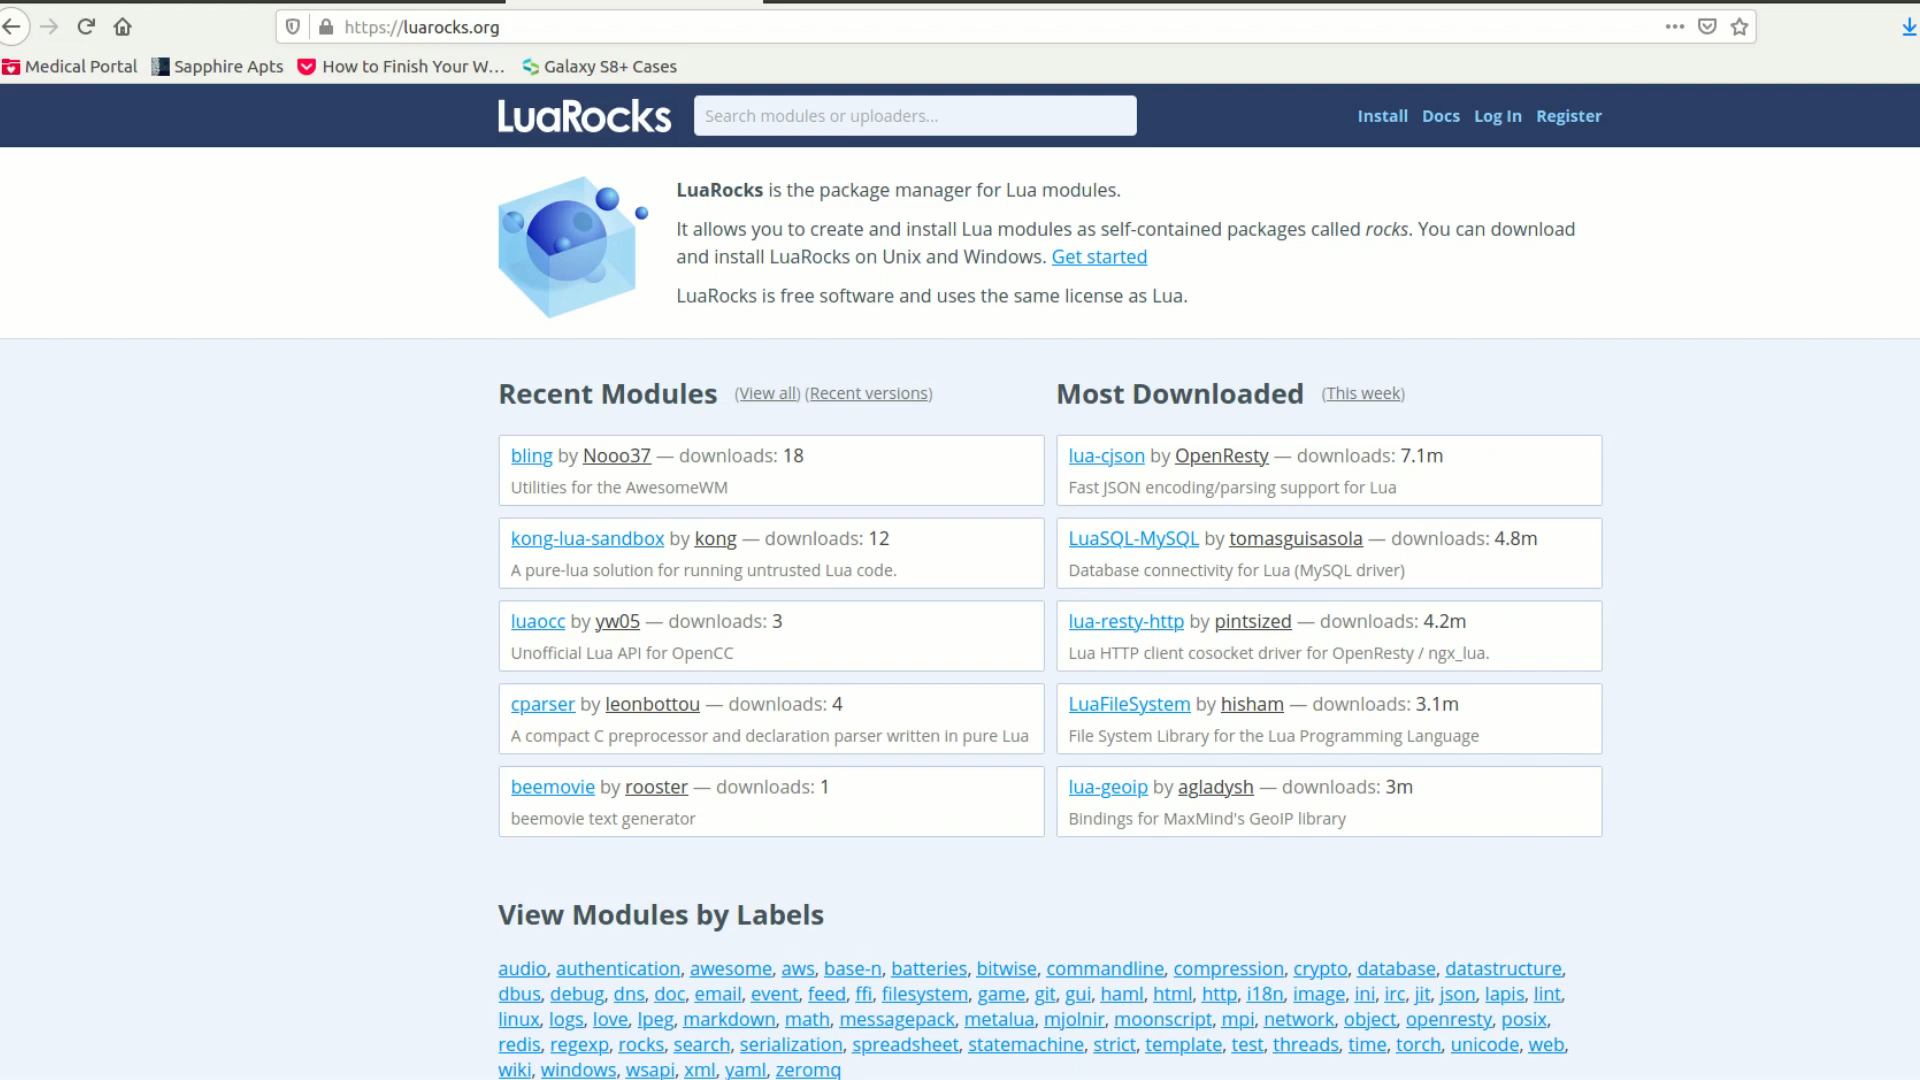 https://luarocks.org
Medical Portal Sapphire Apts How to Finish Your W... Galaxy S8+ Cases
LuaRocks Search modules or uploaders... Install Docs Log In Register
LuaRocks is the package manager for Lua modules.
It allows you to create and install Lua modules as self-contained packages called rocks. You can download
and install LuaRocks on Unix and Windows. Get started
LuaRocks is free software and uses the same license as Lua.
Recent Modules (View all) (Recent versions)
bling by Nooo37 — downloads: 18
Utilities for the AwesomeWM
kong-lua-sandbox by kong — downloads: 12
A pure-lua solution for running untrusted Lua code.
luaocc by yw05 — downloads: 3
Unofficial Lua API for OpenCC
cparser by leonbottou — downloads: 4
A compact C preprocessor and declaration parser written in pure Lua
beemovie by rooster — downloads: 1
beemovie text generator
Most Downloaded (This week)
lua-cjson by OpenResty — downloads: 7.1m
Fast JSON encoding/parsing support for Lua
LuaSQL-MySQL by tomasguisasola — downloads: 4.8m
Database connectivity for Lua (MySQL driver)
lua-resty-http by pintsized — downloads: 4.2m
Lua HTTP client cosocket driver for OpenResty / ngx_lua.
LuaFileSystem by hisham — downloads: 3.1m
File System Library for the Lua Programming Language
lua-geoip by agladysh — downloads: 3m
Bindings for MaxMind's GeoIP library
View Modules by Labels
audio, authentication, awesome, aws, base-n, batteries, bitwise, commandline, compression, crypto, database, datastructure,
dbus, debug, dns, doc, email, event, feed, ffi, filesystem, game, git, gui, haml, html, http, i18n, image, ini, irc, jit, json, lapis, lint,
linux, logs, love, lpeg, markdown, math, messagepack, metalua, mjolnir, moonscript, mpi, network, object, openresty, posix,
redis, regexp, rocks, search, serialization, spreadsheet, statemachine, strict, template, test, threads, time, torch, unicode, web,
wiki, windows, wsapi, xml, yaml, zeromq